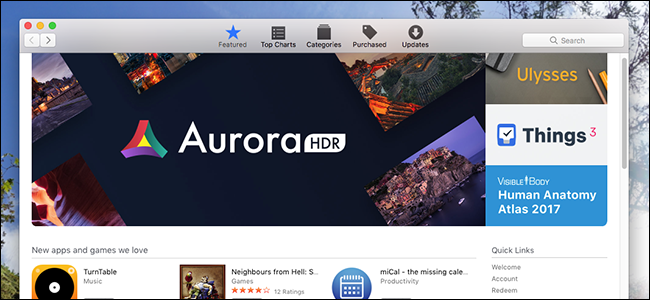 Featured
Top Charts
Categories
Purchased
Updates
Search
Aurora HDR
Ulysses
Things 3
VISIBLE BODY
Human Anatomy
Atlas 2017
New apps and games we love
Quick Links
TurnTable
Music
Neighbours from Hell: S...
Games
12 Ratings
miCal - the missing cale...
Productivity
Welcome
Account
Redeem